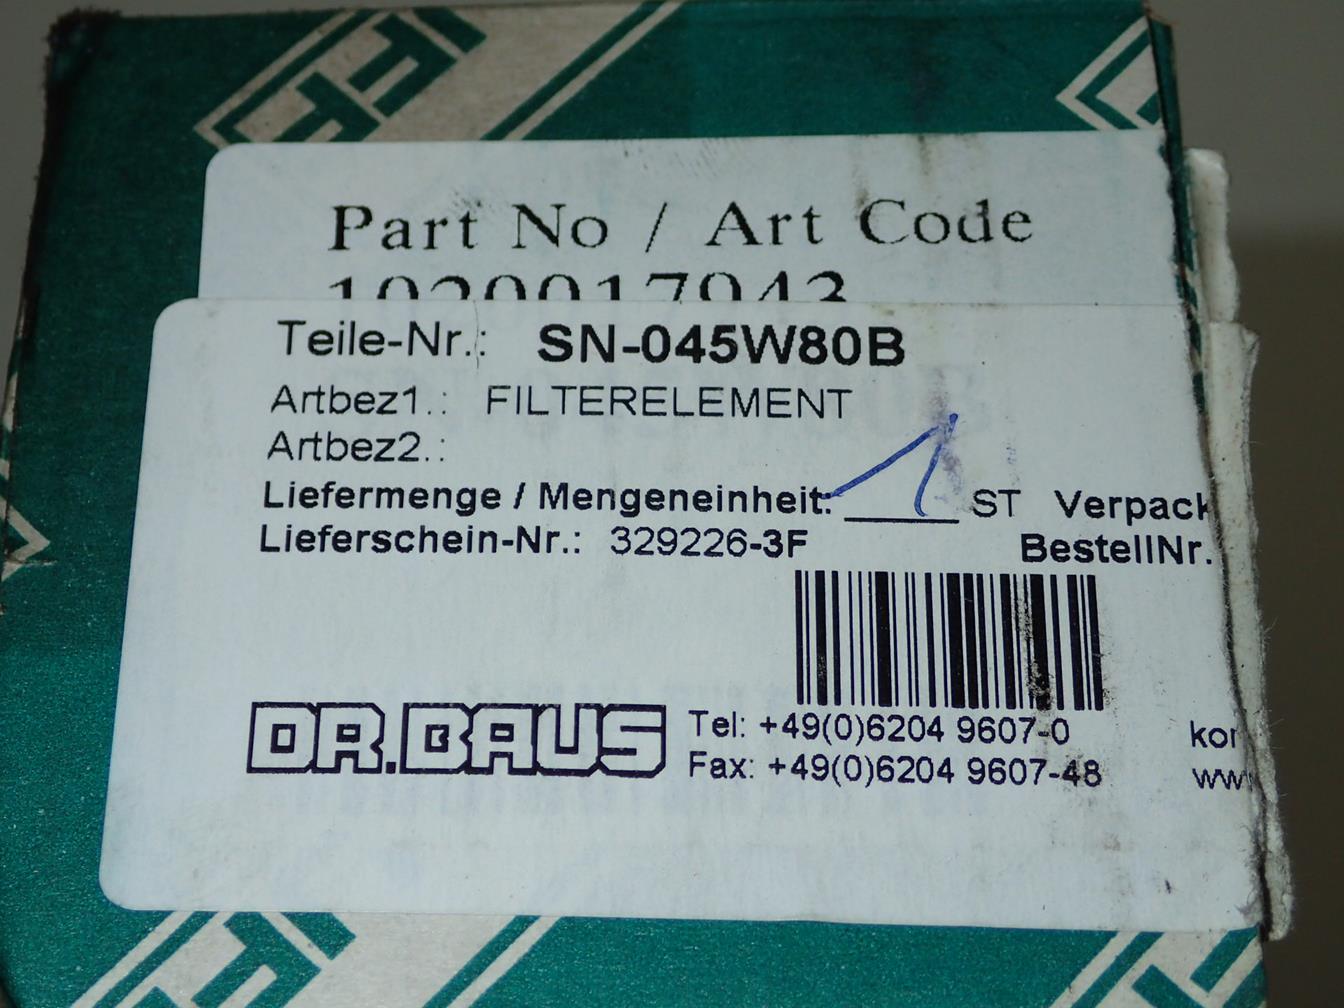 Part No / Art Code
Teile-Nr.: SN-045W80B
Artbez1.: FILTERELEMENT
Artbez2.:
Liefermenge / Mengeneinheit: 1 ST Verpack
Lieferschein-Nr.: 329226-3F BestellNr.
DR.BAUS
Tel: +49(0)6204 9607-0
Fax: +49(0)6204 9607-48